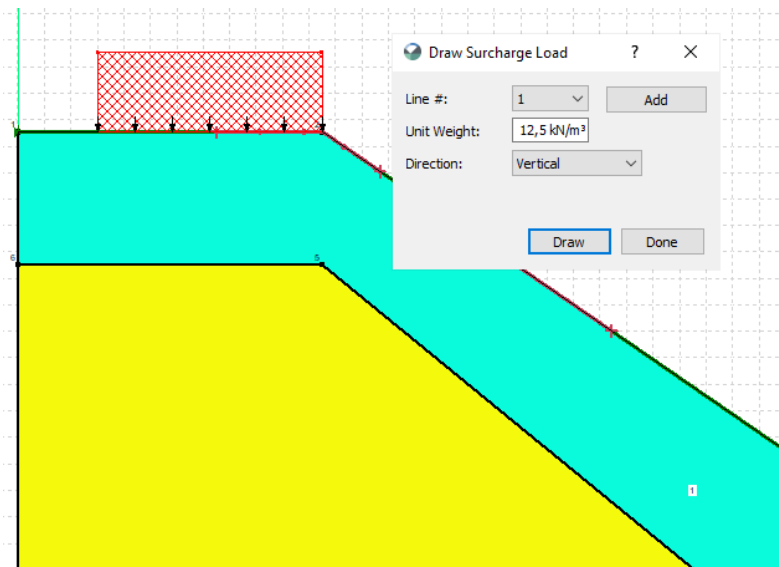 Draw Surcharge Load ?
Line #: 1 Add
Unit Weight: 12,5 kN/m³
Direction: Vertical
Draw Done
1
6
5
1